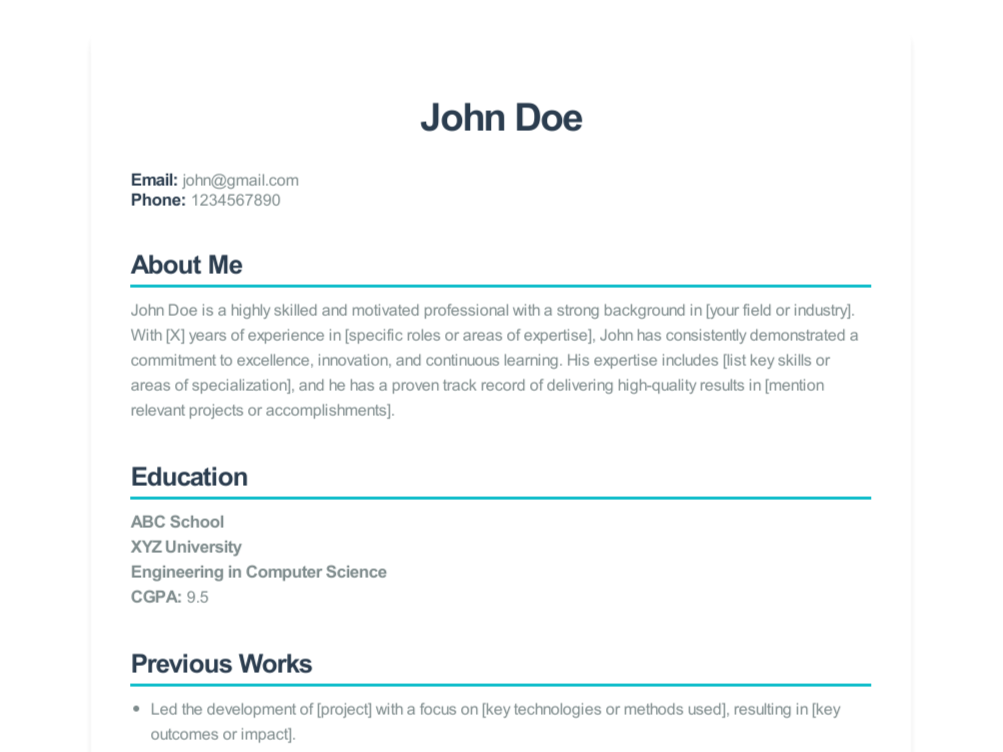 John Doe
Email: john@gmail.com
Phone: 1234567890
About Me
John Doe is a highly skilled and motivated professional with a strong background in [your field or industry].
With [X] years of experience in [specific roles or areas of expertise], John has consistently demonstrated a
commitment to excellence, innovation, and continuous learning. His expertise includes [list key skills or
areas of specialization], and he has a proven track record of delivering high-quality results in [mention
relevant projects or accomplishments].
Education
ABC School
XYZ University
Engineering in Computer Science
CGPA: 9.5
Previous Works
• Led the development of [project] with a focus on [key technologies or methods used], resulting in [key
outcomes or impact].